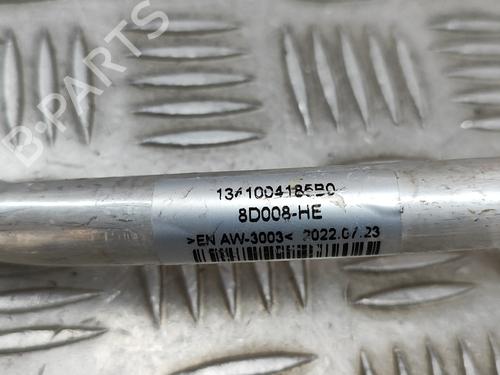 B-PARTS
1341004185B0
8D008-HE
>EN AW-3003< 2022.07.23